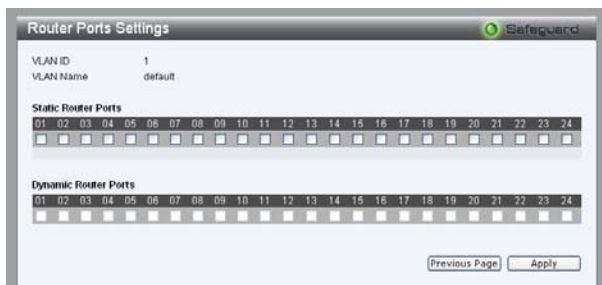 Router Ports Settings
Safeguard
VLAN ID 1
VLAN Name default
Static Router Ports
01 02 03 04 05 06 07 08 09 10 11 12 13 14 15 16 17 18 19 20 21 22 23 24
Dynamic Router Ports
01 02 03 04 05 06 07 08 09 10 11 12 13 14 15 16 17 18 19 20 21 22 23 24
Previous Page Apply